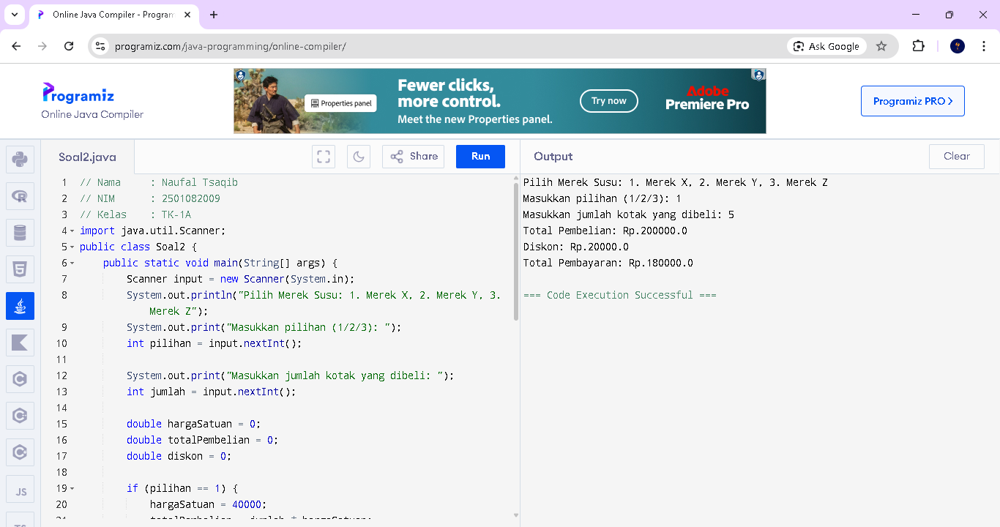 Online Java Compiler - Program
programiz.com/java-programming/online-compiler/
Ask Google
Programiz
Online Java Compiler
Properties panel
Fewer clicks,
more control.
Meet the new Properties panel.
Try now
Adobe
Premiere Pro
Programiz PRO
Soal2.java
Share
Run
1 // Nama     : Naufal Tsaqib
2 // NIM      : 2501082009
3 // Kelas    : TK-1A
4 import java.util.Scanner;
5 public class Soal2 {
6     public static void main(String[] args) {
7         Scanner input = new Scanner(System.in);
8         System.out.println("Pilih Merek Susu: 1. Merek X, 2. Merek Y, 3.
Merek Z");
9         System.out.print("Masukkan pilihan (1/2/3): ");
10         int pilihan = input.nextInt();
11
12         System.out.print("Masukkan jumlah kotak yang dibeli: ");
13         int jumlah = input.nextInt();
14
15         double hargaSatuan = 0;
16         double totalPembelian = 0;
17         double diskon = 0;
18
19         if (pilihan == 1) {
20             hargaSatuan = 40000;
Output
Clear
Pilih Merek Susu: 1. Merek X, 2. Merek Y, 3. Merek Z
Masukkan pilihan (1/2/3): 1
Masukkan jumlah kotak yang dibeli: 5
Total Pembelian: Rp.200000.0
Diskon: Rp.20000.0
Total Pembayaran: Rp.180000.0
=== Code Execution Successful ===
JS